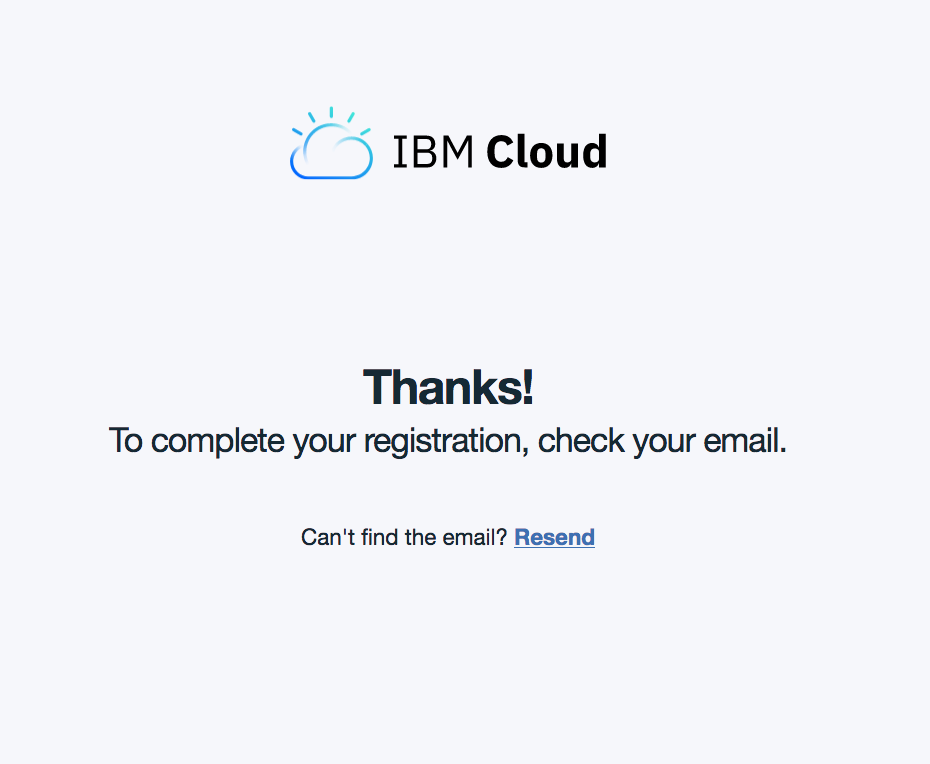 IBM Cloud
Thanks!
To complete your registration, check your email.
Can't find the email? Resend